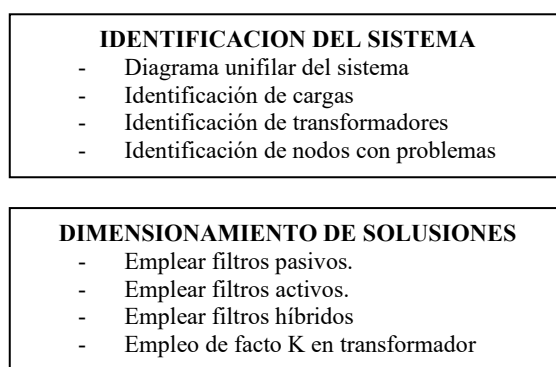 IDENTIFICACION DEL SISTEMA
- Diagrama unifilar del sistema
- Identificación de cargas
- Identificación de transformadores
- Identificación de nodos con problemas
DIMENSIONAMIENTO DE SOLUSIONES
- Emplear filtros pasivos.
- Emplear filtros activos.
- Emplear filtros híbridos
- Empleo de facto K en transformador